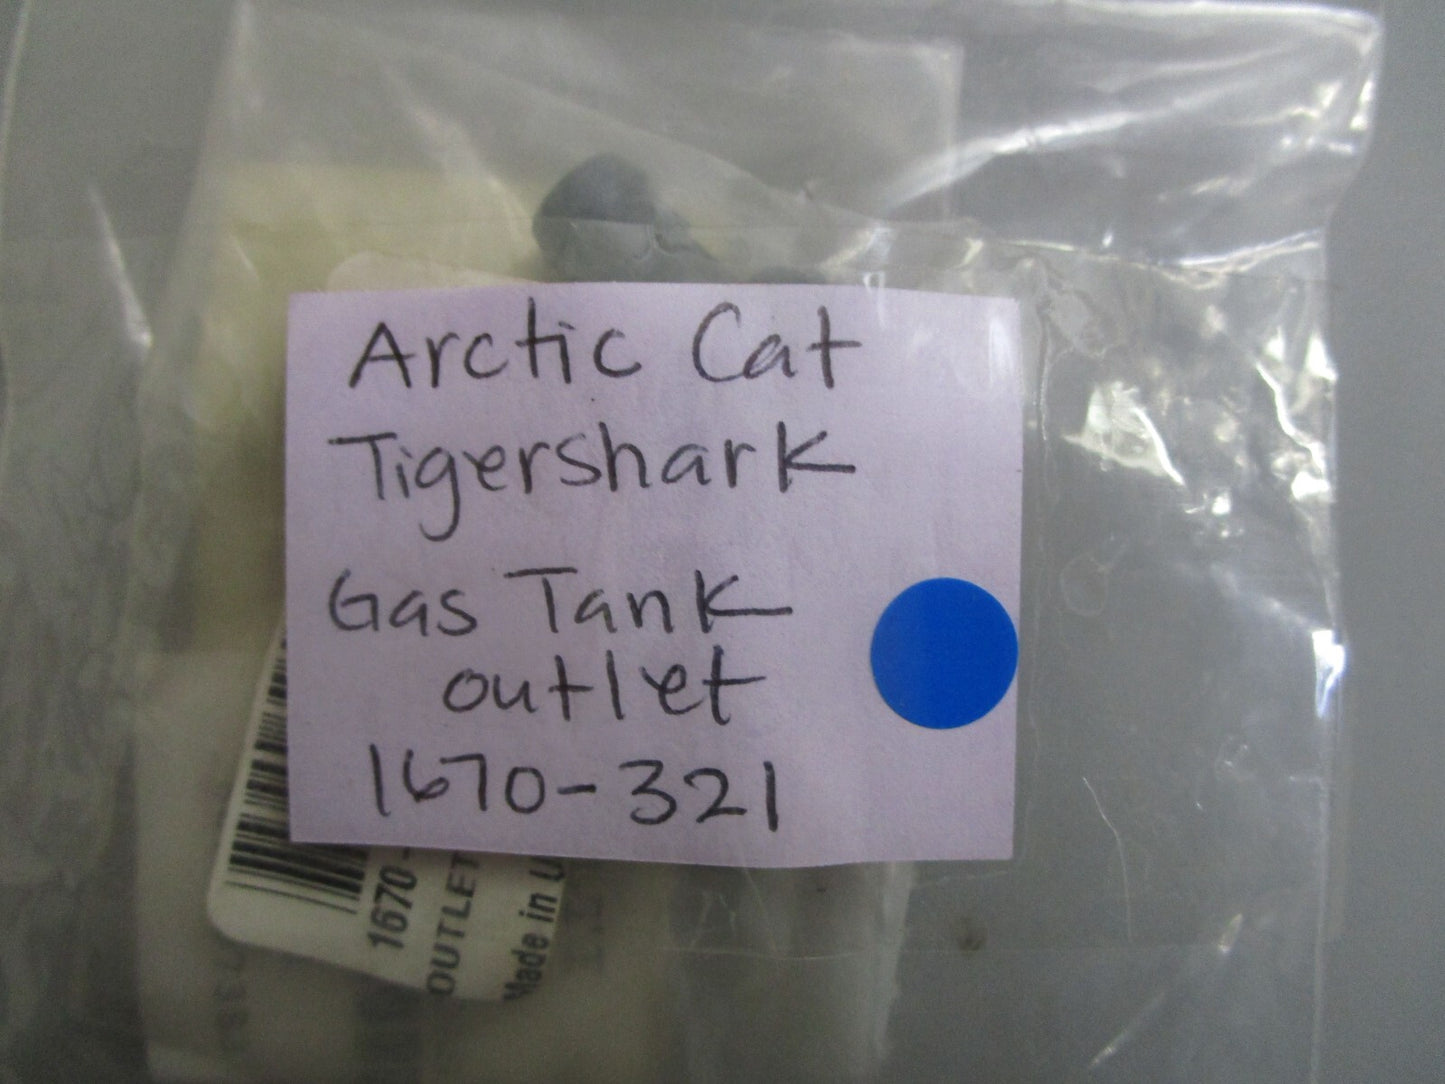 Arctic Cat
Tigershark
Gas Tank
outlet
1670-321
1670-
OUTLET
Made in U